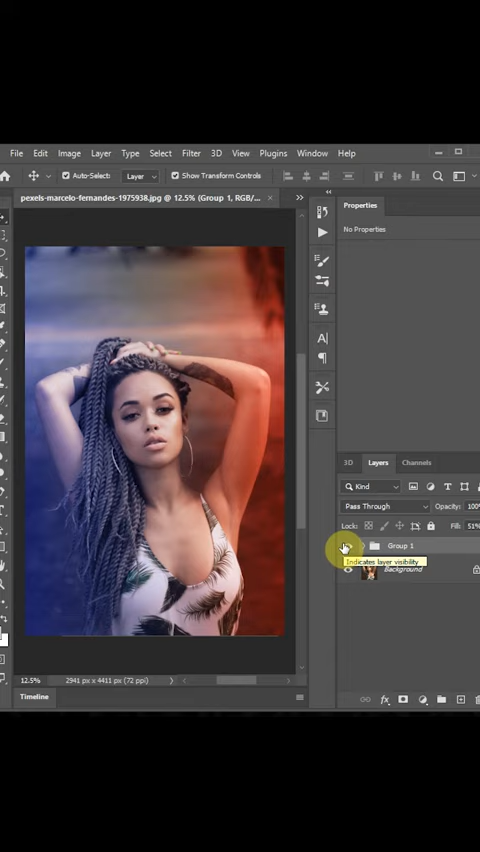 File Edit Image Layer Type Select Filter 3D View Plugins Window Help
Auto-Select: Layer Show Transform Controls
pexels-marcelo-fernandes-1975938.jpg @ 12.5% (Group 1, RGB/...
Properties
No Properties
3D Layers Channels
Kind
Pass Through Opacity: 100%
Lock: Fill: 51%
Group 1
Indicates layer visibility
Background
12.5% 2941 px x 4411 px (72 ppi)
Timeline